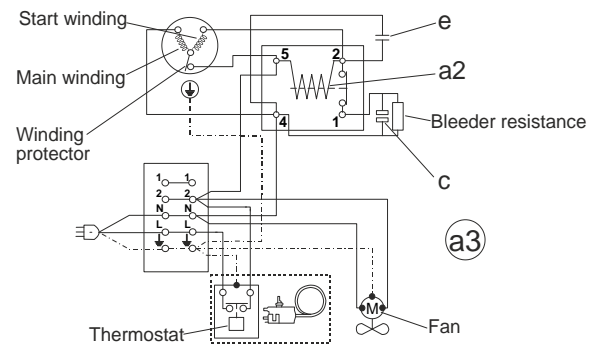 Start winding
Main winding
Winding
protector
e
a2
Bleeder resistance
c
a3
5 2
4 1
1 1
2 2
N N
L L
M
Fan
Thermostat